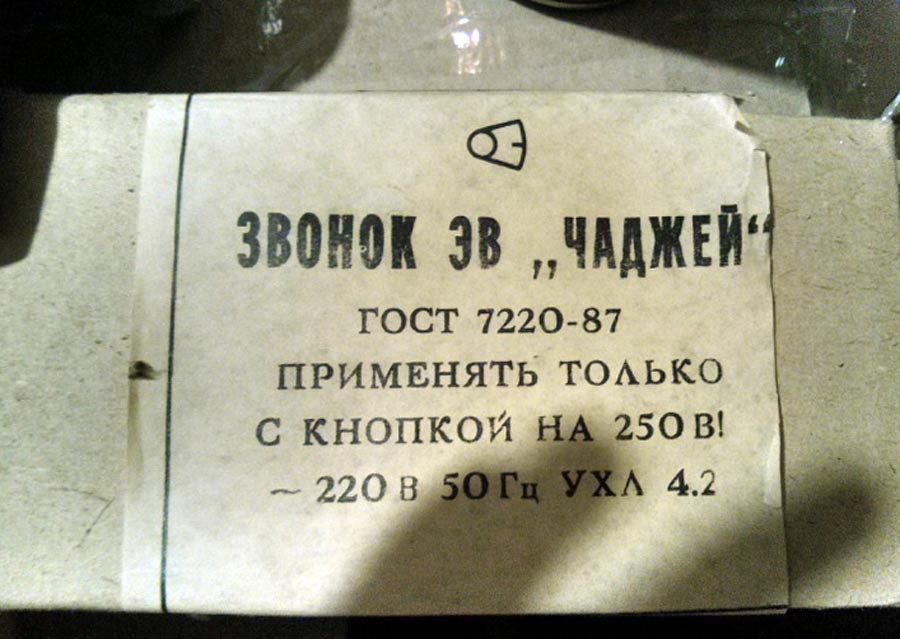 ЗВОНОК ЭВ „ЧАДЖЕЙ“
ГОСТ 7220-87
ПРИМЕНЯТЬ ТОЛЬКО
С КНОПКОЙ НА 250 В!
~ 220 В 50 Гц УХЛ 4.2